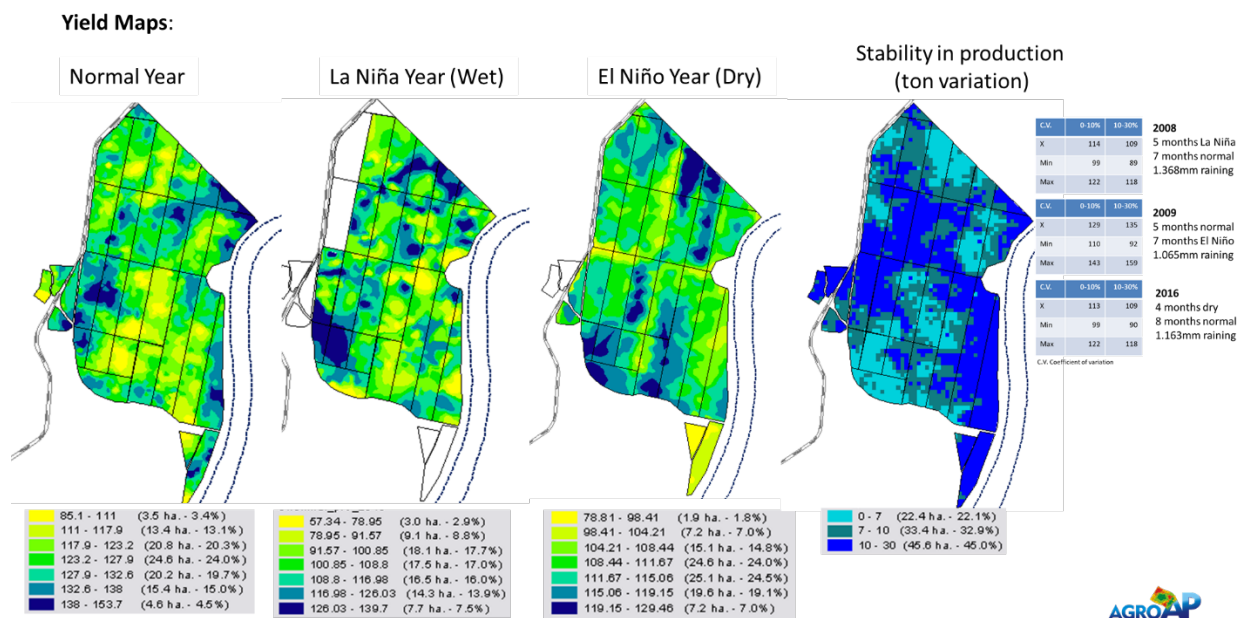 Yield Maps:
Normal Year
La Niña Year (Wet)
El Niño Year (Dry)
Stability in production
(ton variation)
C.V. 0-10% 10-30%
X 114 109
Min 99 89
Max 122 118
2008
5 months La Niña
7 months normal
1.368mm raining
C.V. 0-10% 10-30%
X 129 135
Min 110 92
Max 143 159
2009
5 months normal
7 months El Niño
1.065mm raining
C.V. 0-10% 10-30%
X 113 109
Min 99 90
Max 122 118
2016
4 months dry
8 months normal
1.163mm raining
C.V. Coefficient of variation
85.1 - 111 (3.5 ha. - 3.4%)
111 - 117.9 (13.4 ha. - 13.1%)
117.9 - 123.2 (20.8 ha. - 20.3%)
123.2 - 127.9 (24.6 ha. - 24.0%)
127.9 - 132.6 (20.2 ha. - 19.7%)
132.6 - 138 (15.4 ha. - 15.0%)
138 - 153.7 (4.6 ha. - 4.5%)
57.34 - 78.95 (3.0 ha. - 2.9%)
78.95 - 91.57 (9.1 ha. - 8.8%)
91.57 - 100.85 (18.1 ha. - 17.7%)
100.85 - 108.8 (17.5 ha. - 17.0%)
108.8 - 116.98 (16.5 ha. - 16.0%)
116.98 - 126.03 (14.3 ha. - 13.9%)
126.03 - 139.7 (7.7 ha. - 7.5%)
78.81 - 98.41 (1.9 ha. - 1.8%)
98.41 - 104.21 (7.2 ha. - 7.0%)
104.21 - 108.44 (15.1 ha. - 14.8%)
108.44 - 111.67 (24.6 ha. - 24.0%)
111.67 - 115.06 (25.1 ha. - 24.5%)
115.06 - 119.15 (19.6 ha. - 19.1%)
119.15 - 129.46 (7.2 ha. - 7.0%)
0 - 7 (22.4 ha. - 22.1%)
7 - 10 (33.4 ha. - 32.9%)
10 - 30 (45.6 ha. - 45.0%)
AGROAP